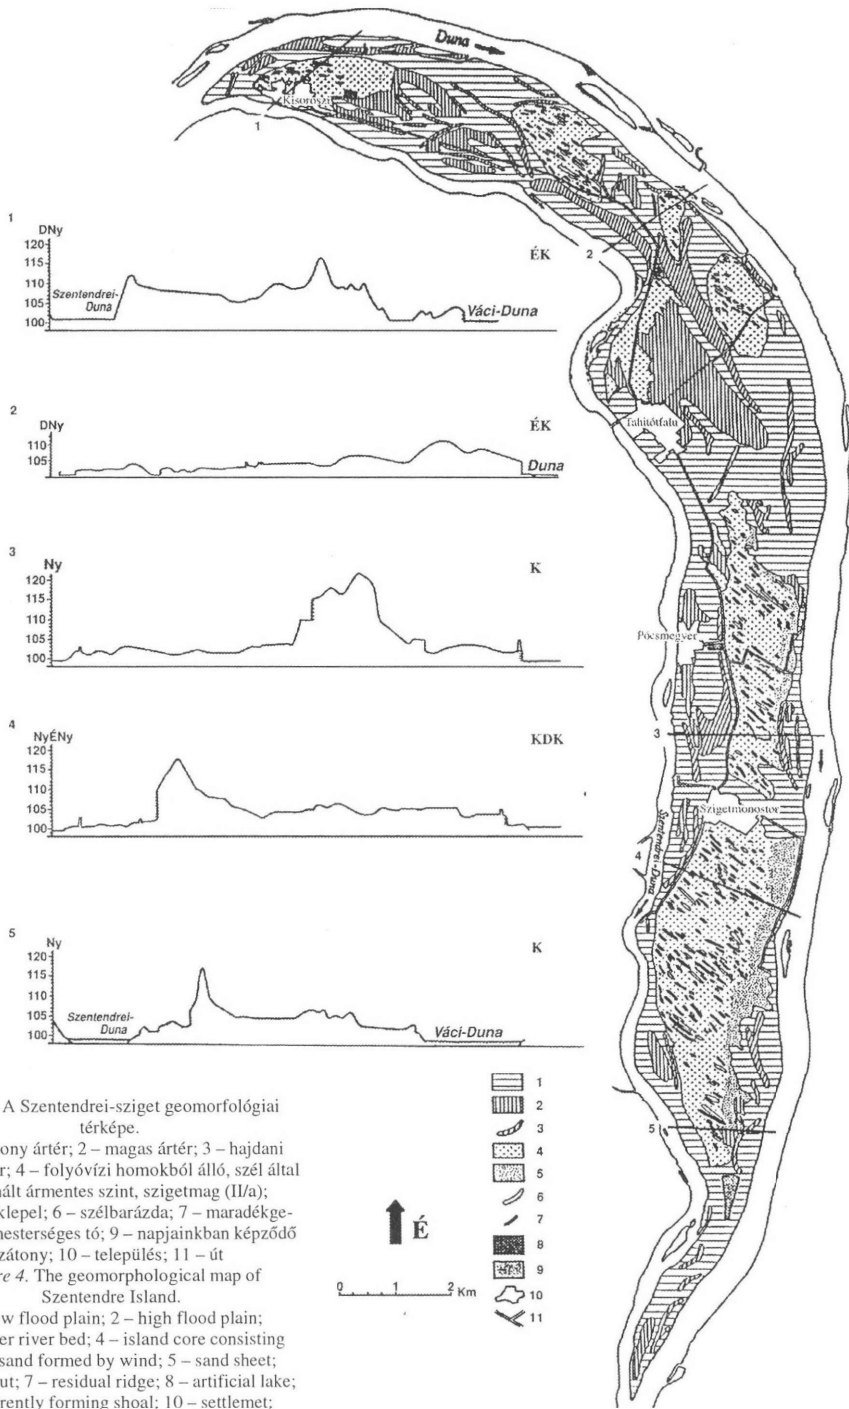 Duna
Kisoroszi
1
2
Tahitótfalu
Pócsmegyer
3
Szigetmonostor
4
Szentendrei-Duna
5
1
DNy
ÉK
120
115
110
105
100
Szentendrei-
Duna
Váci-Duna
2
DNy
ÉK
110
105
Duna
3
Ny
K
120
115
110
105
100
4
NyÉNy
KDK
120
115
110
105
100
5
Ny
K
120
115
110
105
100
Szentendrei-
Duna
Váci-Duna
1
2
3
4
5
6
7
8
9
10
11
É
0 1 2 Km
A Szentendrei-sziget geomorfológiai
térképe.
ony ártér; 2 – magas ártér; 3 – hajdani
r; 4 – folyóvízi homokból álló, szél által
nált ármentes szint, szigetmag (II/a);
klepel; 6 – szélbarázda; 7 – maradékge-
nesterséges tó; 9 – napjainkban képződő
zátony; 10 – település; 11 – út
re 4. The geomorphological map of
Szentendre Island.
w flood plain; 2 – high flood plain;
er river bed; 4 – island core consisting
sand formed by wind; 5 – sand sheet;
ut; 7 – residual ridge; 8 – artificial lake;
rrently forming shoal; 10 – settlemet;